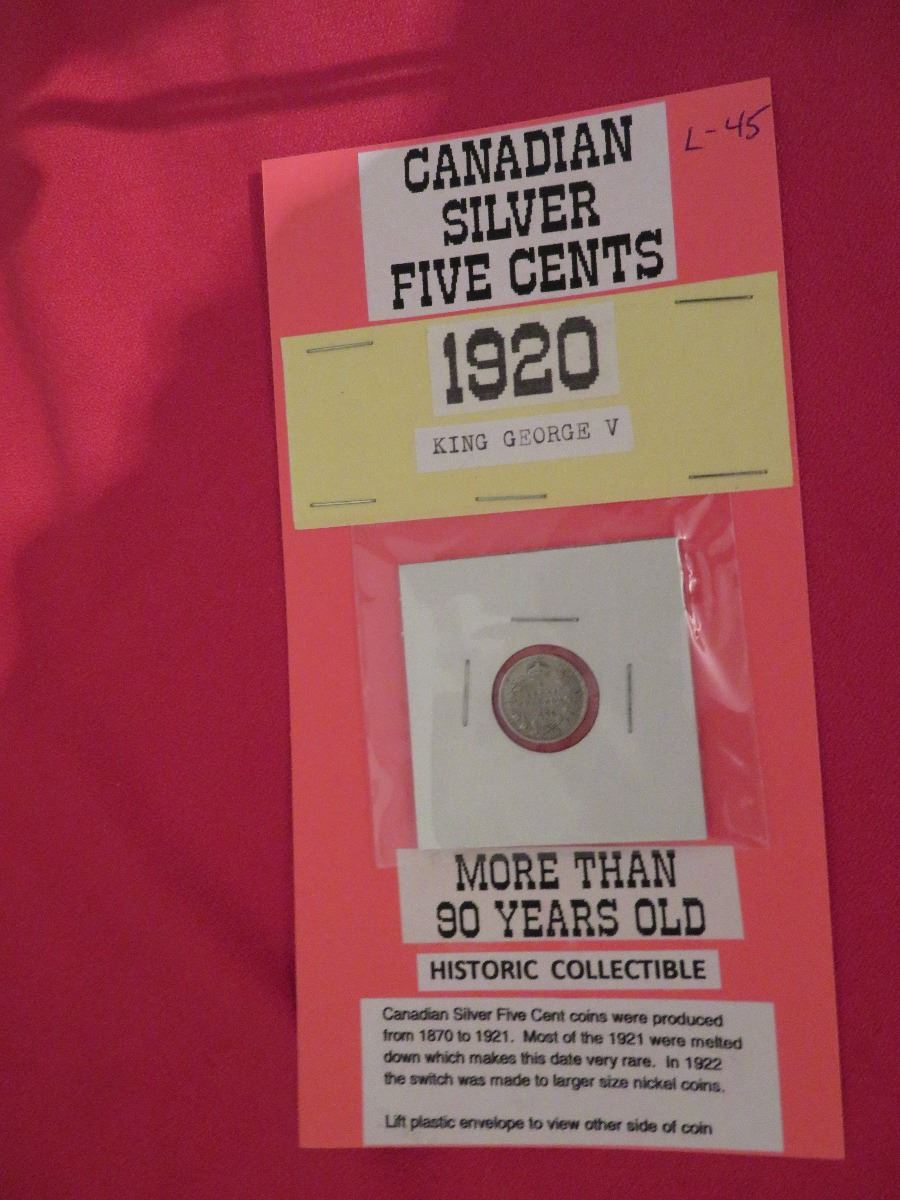 L-45
CANADIAN
SILVER
FIVE CENTS
1920
KING GEORGE V
MORE THAN
90 YEARS OLD
HISTORIC COLLECTIBLE
Canadian Silver Five Cent coins were produced
from 1870 to 1921. Most of the 1921 were melted
down which makes this date very rare. In 1922
the switch was made to larger size nickel coins.
Lift plastic envelope to view other side of coin